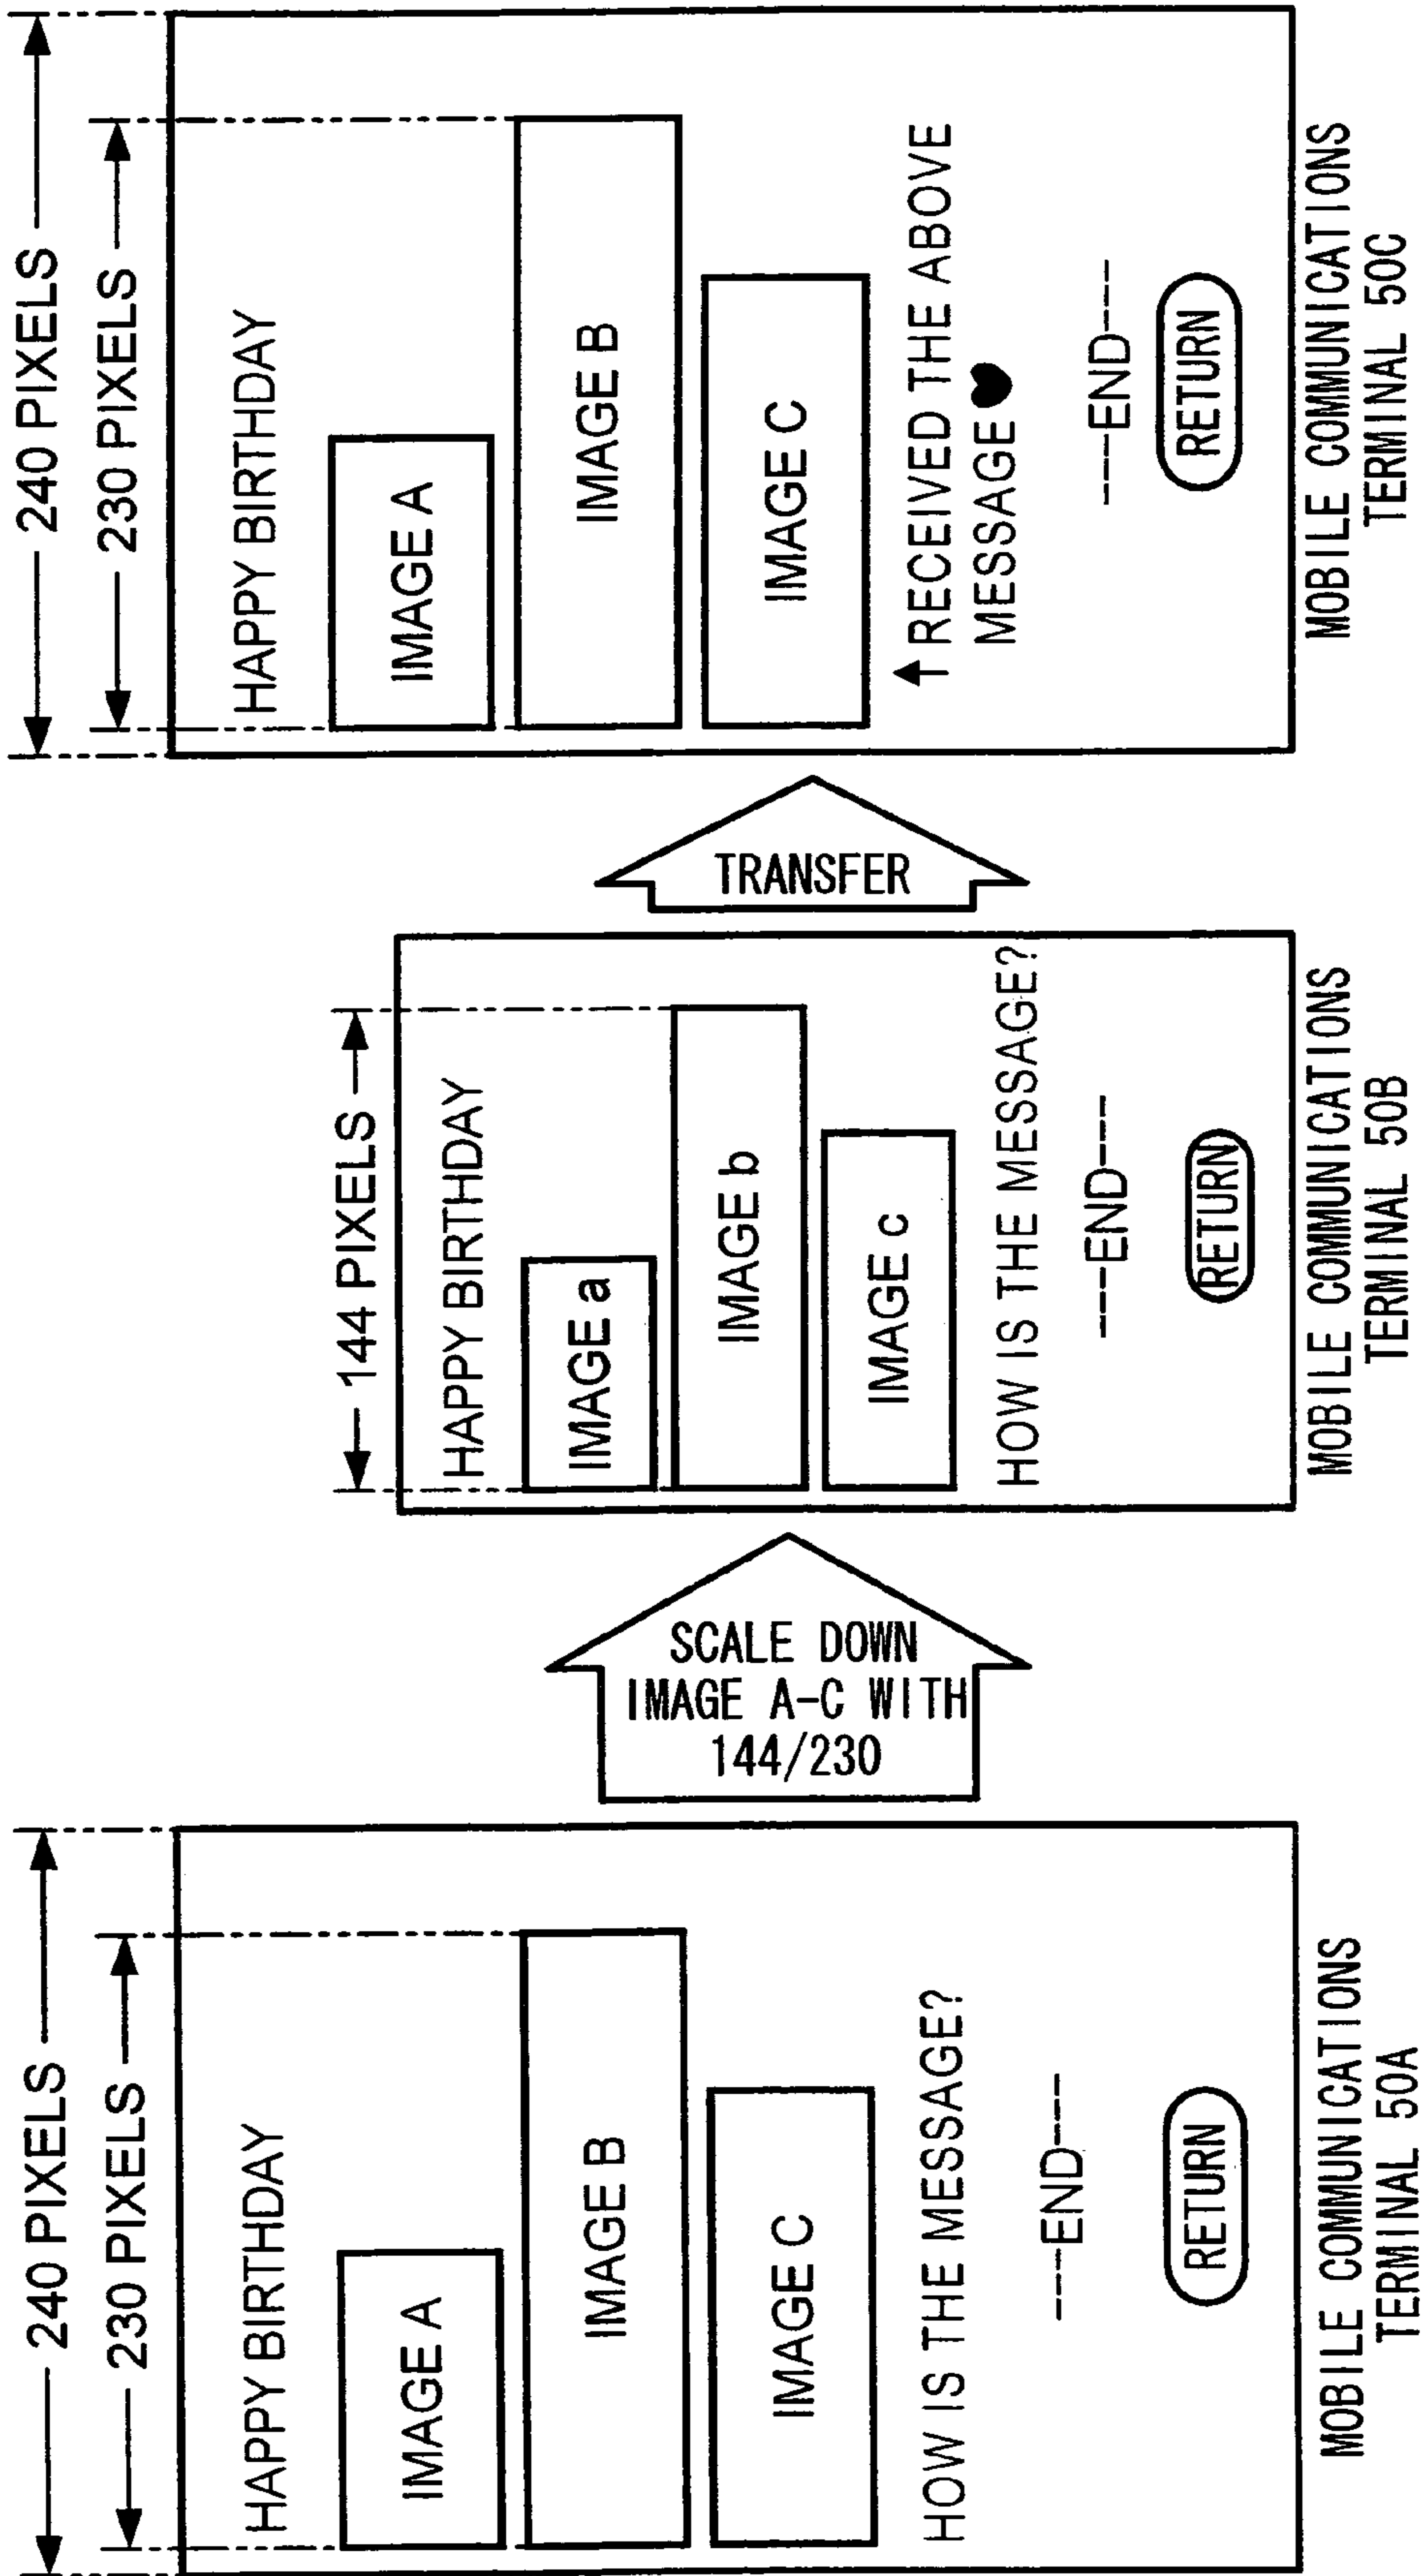 240 PIXELS
230 PIXELS
HAPPY BIRTHDAY
IMAGE A
IMAGE B
IMAGE C
HOW IS THE MESSAGE?
----END----
RETURN
MOBILE COMMUNICATIONS
TERMINAL 50A
SCALE DOWN
IMAGE A-C WITH
144/230
144 PIXELS
HAPPY BIRTHDAY
IMAGE a
IMAGE b
IMAGE c
HOW IS THE MESSAGE?
----END----
RETURN
MOBILE COMMUNICATIONS
TERMINAL 50B
TRANSFER
240 PIXELS
230 PIXELS
HAPPY BIRTHDAY
IMAGE A
IMAGE B
IMAGE C
↑ RECEIVED THE ABOVE
MESSAGE ♥
----END----
RETURN
MOBILE COMMUNICATIONS
TERMINAL 50C